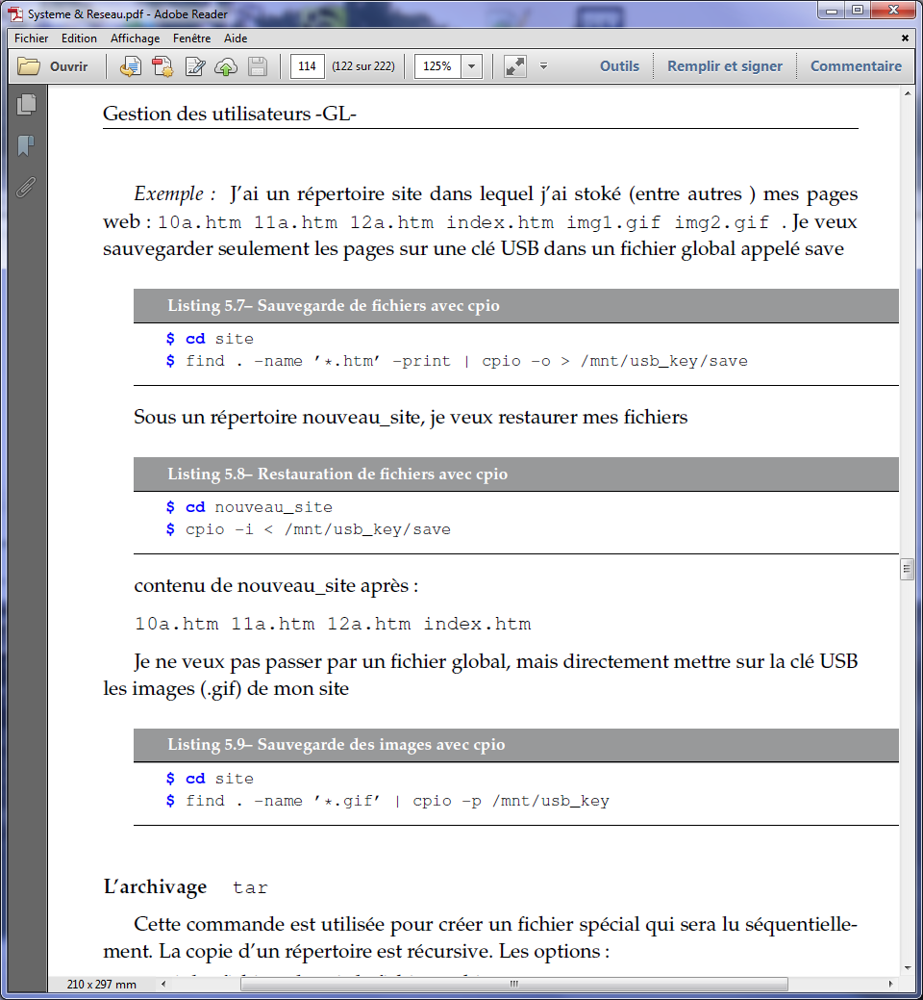 Systeme & Reseau.pdf - Adobe Reader
Fichier Edition Affichage Fenêtre Aide
Ouvrir 114 (122 sur 222) 125% Outils Remplir et signer Commentaire
Gestion des utilisateurs -GL-
Exemple : J'ai un répertoire site dans lequel j'ai stoké (entre autres ) mes pages
web : 10a.htm 11a.htm 12a.htm index.htm img1.gif img2.gif . Je veux
sauvegarder seulement les pages sur une clé USB dans un fichier global appelé save
Listing 5.7– Sauvegarde de fichiers avec cpio
$ cd site
$ find . -name '*.htm' -print | cpio -o > /mnt/usb_key/save
Sous un répertoire nouveau_site, je veux restaurer mes fichiers
Listing 5.8– Restauration de fichiers avec cpio
$ cd nouveau_site
$ cpio -i < /mnt/usb_key/save
contenu de nouveau_site après :
10a.htm 11a.htm 12a.htm index.htm
Je ne veux pas passer par un fichier global, mais directement mettre sur la clé USB
les images (.gif) de mon site
Listing 5.9– Sauvegarde des images avec cpio
$ cd site
$ find . -name '*.gif' | cpio -p /mnt/usb_key
L'archivage tar
Cette commande est utilisée pour créer un fichier spécial qui sera lu séquentielle-
ment. La copie d'un répertoire est récursive. Les options :
210 x 297 mm